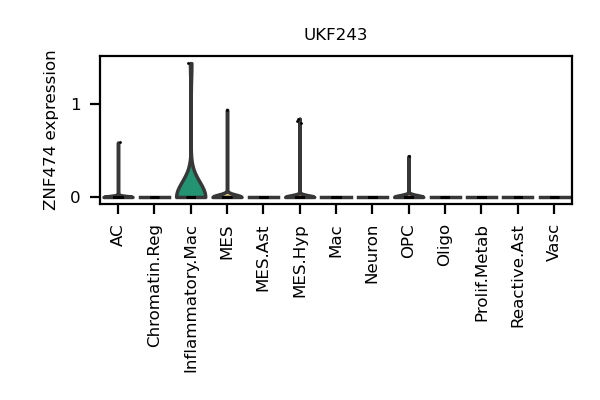 UKF243
ZNF474 expression
1
0
AC
Chromatin.Reg
Inflammatory.Mac
MES
MES.Ast
MES.Hyp
Mac
Neuron
OPC
Oligo
Prolif.Metab
Reactive.Ast
Vasc